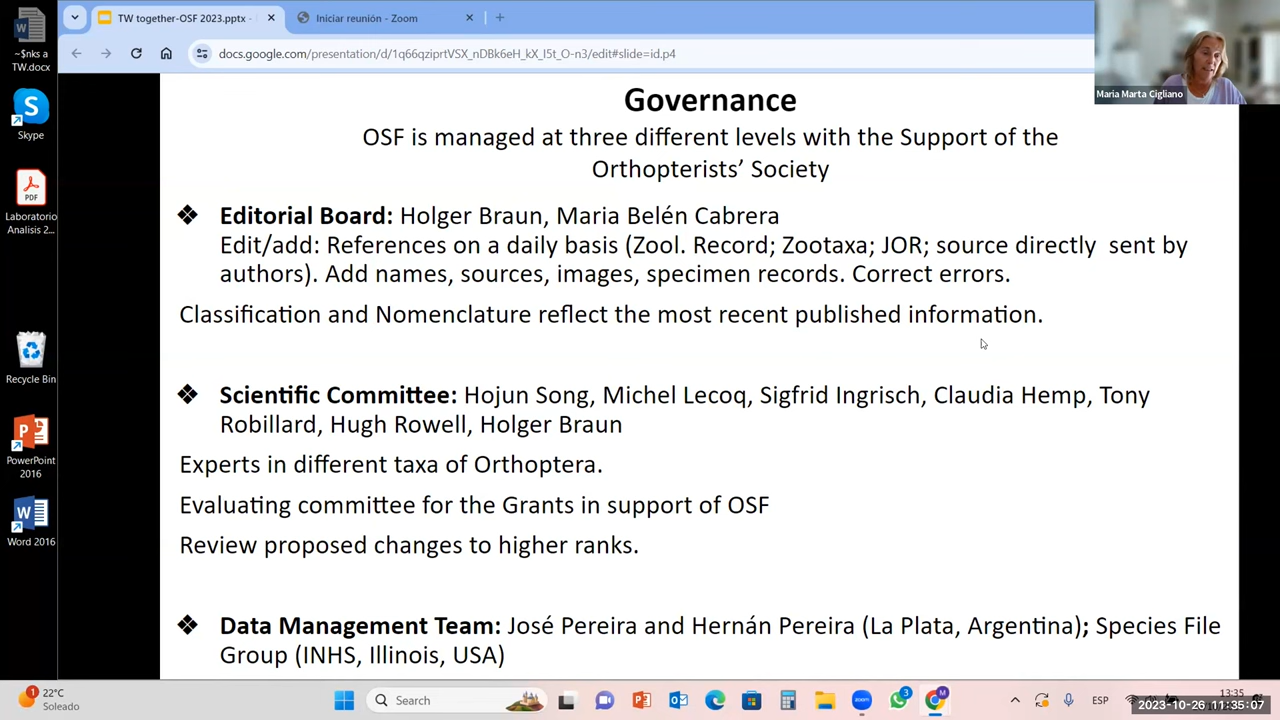 TW together-OSF 2023.pptx -
Iniciar reunión - Zoom
docs.google.com/presentation/d/1q66qziprtVSX_nDBk6eH_kX_I5t_O-n3/edit#slide=id.p4
Maria Marta Cigliano
~$nks a
TW.docx
Skype
Laboratorio
Analisis 2...
Recycle Bin
PowerPoint
2016
Word 2016
Governance
OSF is managed at three different levels with the Support of the
Orthopterists’ Society
❖ Editorial Board: Holger Braun, Maria Belén Cabrera
Edit/add: References on a daily basis (Zool. Record; Zootaxa; JOR; source directly sent by
authors). Add names, sources, images, specimen records. Correct errors.
Classification and Nomenclature reflect the most recent published information.
❖ Scientific Committee: Hojun Song, Michel Lecoq, Sigfrid Ingrisch, Claudia Hemp, Tony
Robillard, Hugh Rowell, Holger Braun
Experts in different taxa of Orthoptera.
Evaluating committee for the Grants in support of OSF
Review proposed changes to higher ranks.
❖ Data Management Team: José Pereira and Hernán Pereira (La Plata, Argentina); Species File
Group (INHS, Illinois, USA)
1
22°C
Soleado
Search
zoom
3
M
ESP
13:35
2023-10-26 11:35:07